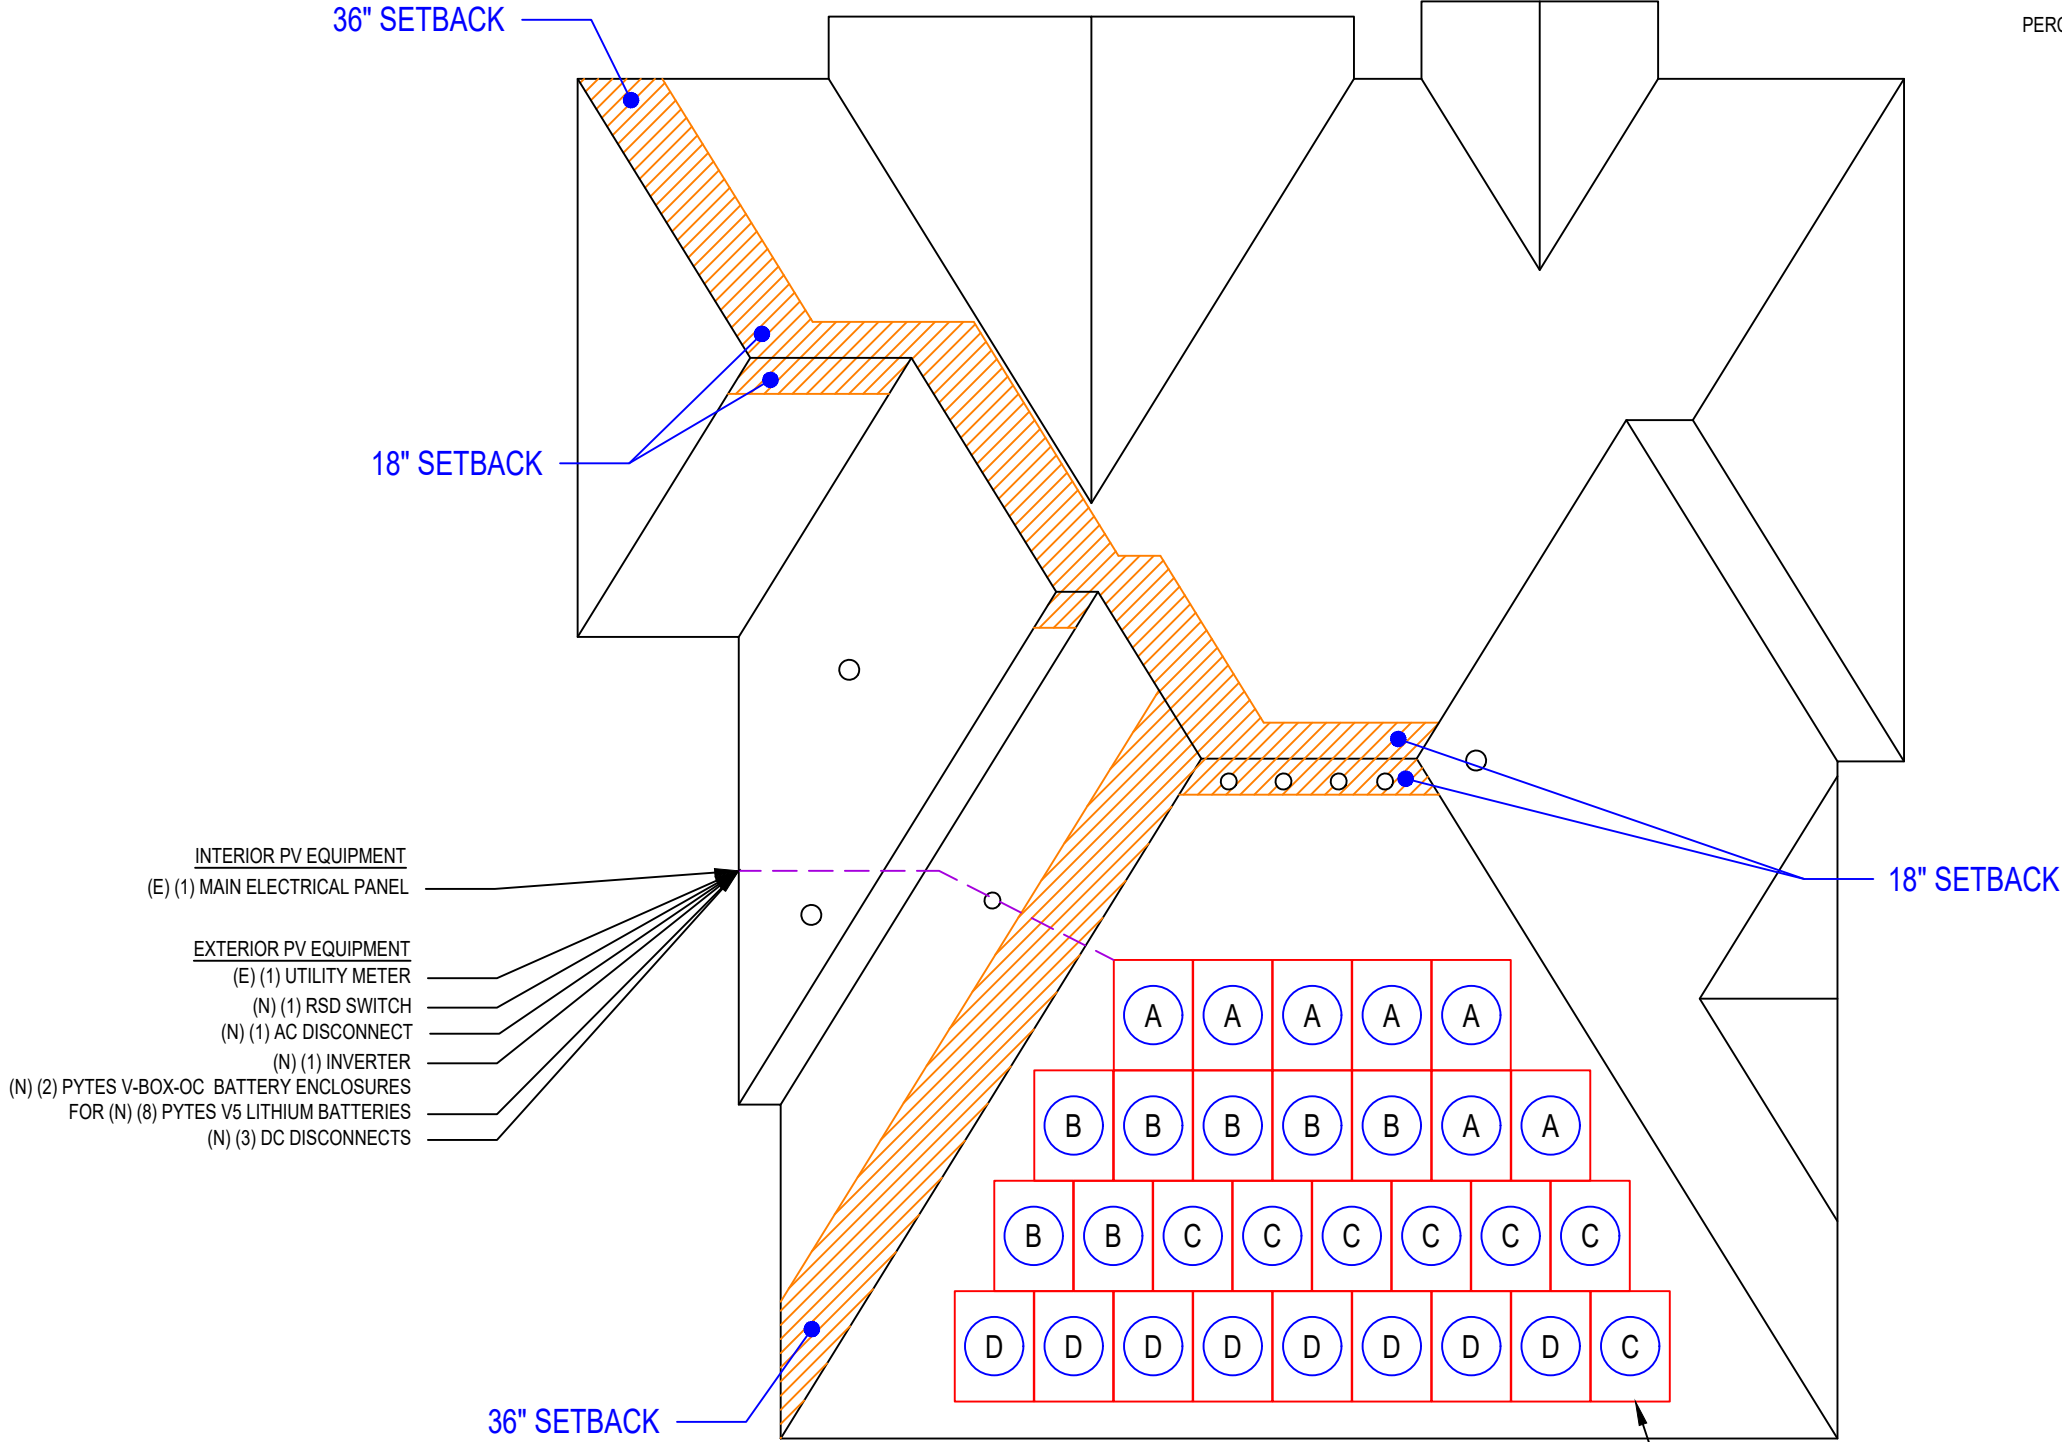 36" SETBACK
PERC
18" SETBACK
INTERIOR PV EQUIPMENT
(E) (1) MAIN ELECTRICAL PANEL
18" SETBACK
EXTERIOR PV EQUIPMENT
(E) (1) UTILITY METER
(N) (1) RSD SWITCH
(N) (1) AC DISCONNECT
(N) (1) INVERTER
(N) (2) PYTES V-BOX-OC BATTERY ENCLOSURES
FOR (N) (8) PYTES V5 LITHIUM BATTERIES
(N) (3) DC DISCONNECTS
A A A A A
B B B B B A A
B B C C C C C C
D D D D D D D D C
36" SETBACK